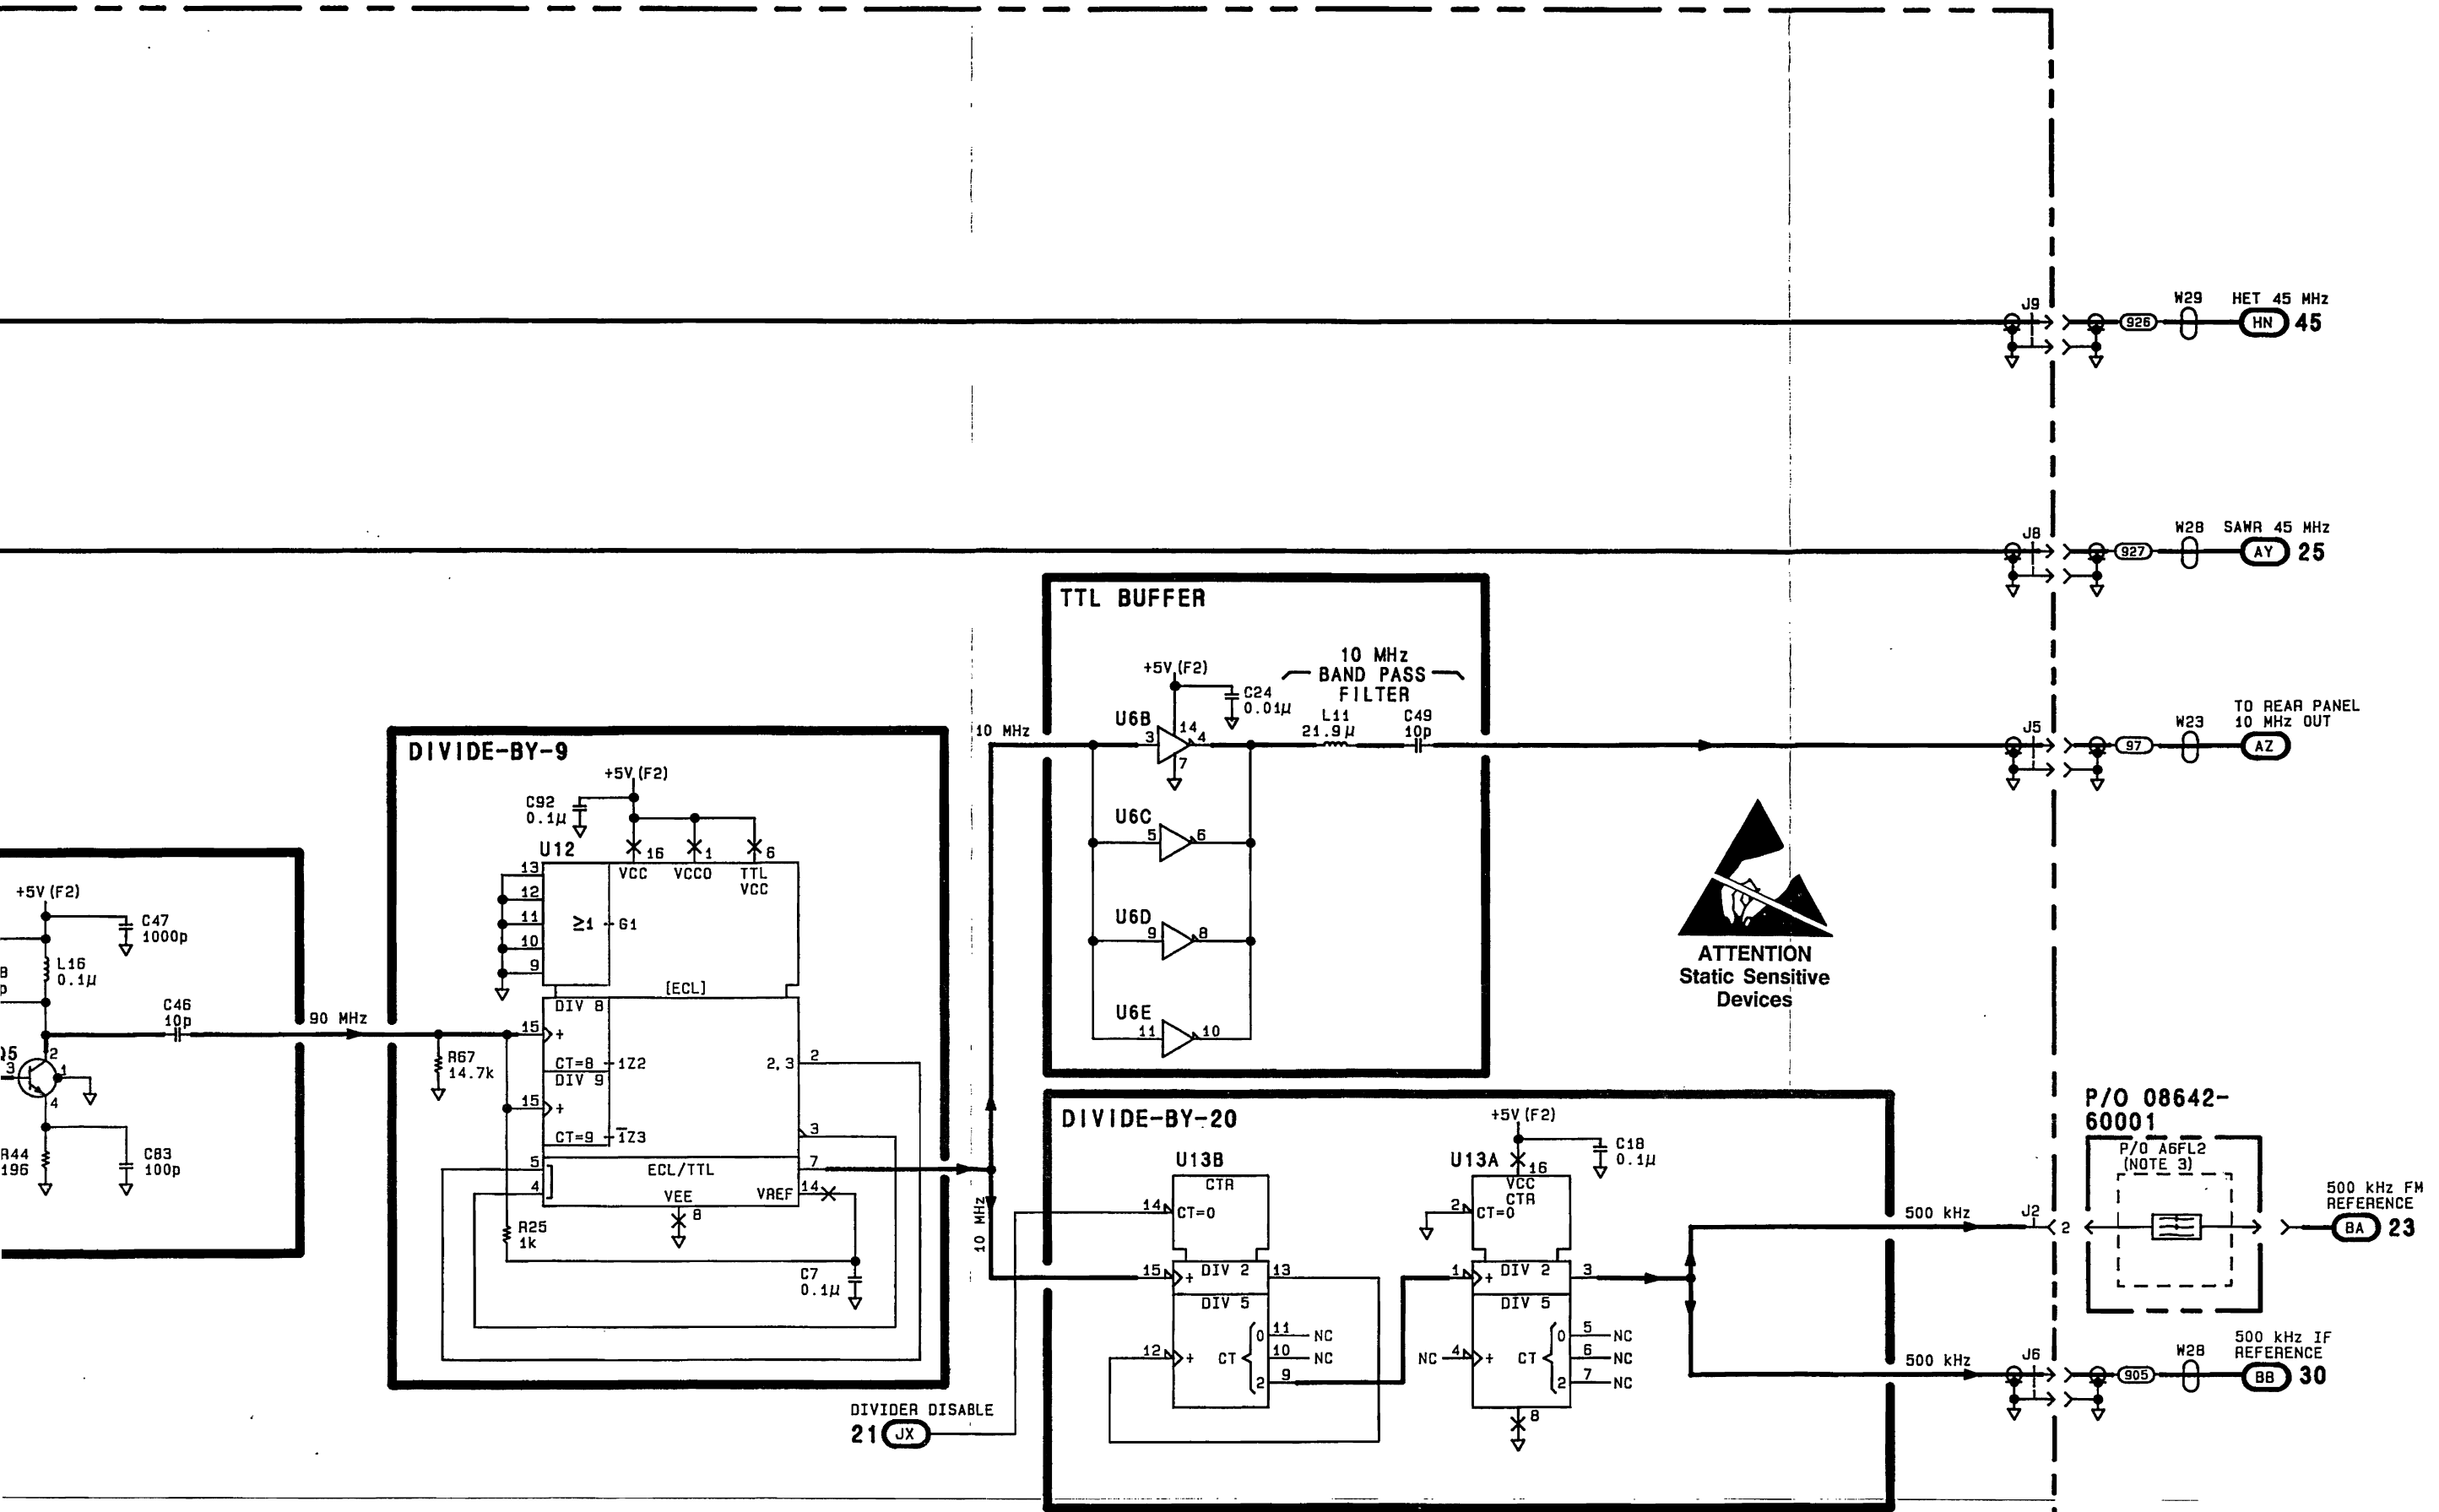 J9
W29 HET 45 MHz
926
HN 45
J8
W28 SAWR 45 MHz
927
AY 25
TTL BUFFER
10 MHz
BAND PASS
FILTER
+5V (F2)
C24
0.01µ
L11
21.9µ
C49
10p
U6B
14
3
4
7
10 MHz
U6C
5
6
U6D
9
8
U6E
11
10
J5
W23
TO REAR PANEL
10 MHz OUT
97
AZ
ATTENTION
Static Sensitive
Devices
DIVIDE-BY-9
+5V (F2)
C92
0.1µ
U12
16
1
6
VCC
VCCO
TTL
VCC
13
12
11
10
9
≥1
G1
[ECL]
DIV 8
15
+
CT=8
1Z2
2,3
2
DIV 9
15
+
CT=9
1Z3
3
5
4
ECL/TTL
7
VEE
VREF
14
8
R67
14.7k
R25
1k
C7
0.1µ
+5V (F2)
C47
1000p
L16
0.1µ
C46
10p
90 MHz
2
3
1
4
R44
196
C83
100p
10 MHz
DIVIDE-BY-20
U13B
CTR
14
CT=0
15
+
DIV 2
13
DIV 5
12
+
CT
0
2
11
NC
10
NC
9
+5V (F2)
C18
0.1µ
U13A
16
VCC
CTR
2
CT=0
1
+
DIV 2
3
DIV 5
NC
4
+
CT
0
2
5
NC
6
NC
7
NC
8
500 kHz
J2
2
P/O 08642-
60001
P/O A6FL2
(NOTE 3)
500 kHz FM
REFERENCE
BA 23
500 kHz
J6
905
W28
500 kHz IF
REFERENCE
BB 30
DIVIDER DISABLE
21 JX